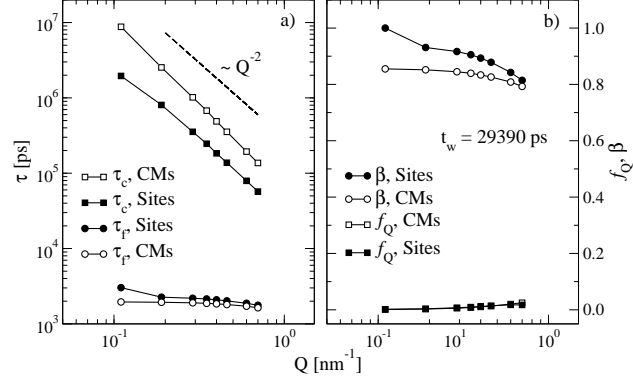 10^7
10^6
10^5
10^4
10^3
τ [ps]
a)
~ Q^-2
τ_c, CMs
τ_c, Sites
τ_f, Sites
τ_f, CMs
10^-1
10^0
b)
t_w = 29390 ps
β, Sites
β, CMs
f_Q, CMs
f_Q, Sites
10^-1
10^1
10^0
1.0
0.8
0.6
0.4
0.2
0.0
f_Q, β
Q [nm^-1]